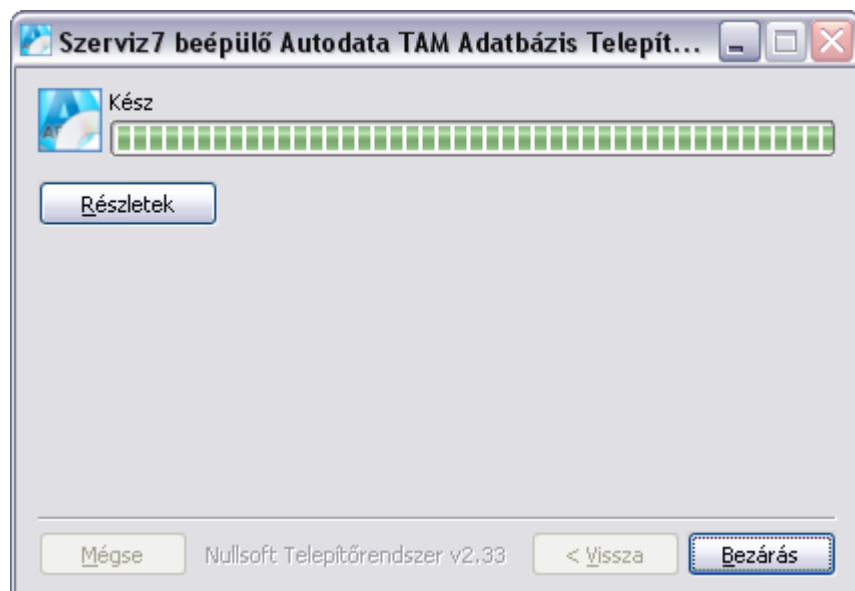 Szerviz7 beépülő Autodata TAM Adatbázis Telepít...
Kész
Részletek
Mégse
Nullsoft Telepítőrendszer v2.33
< Vissza
Bezárás